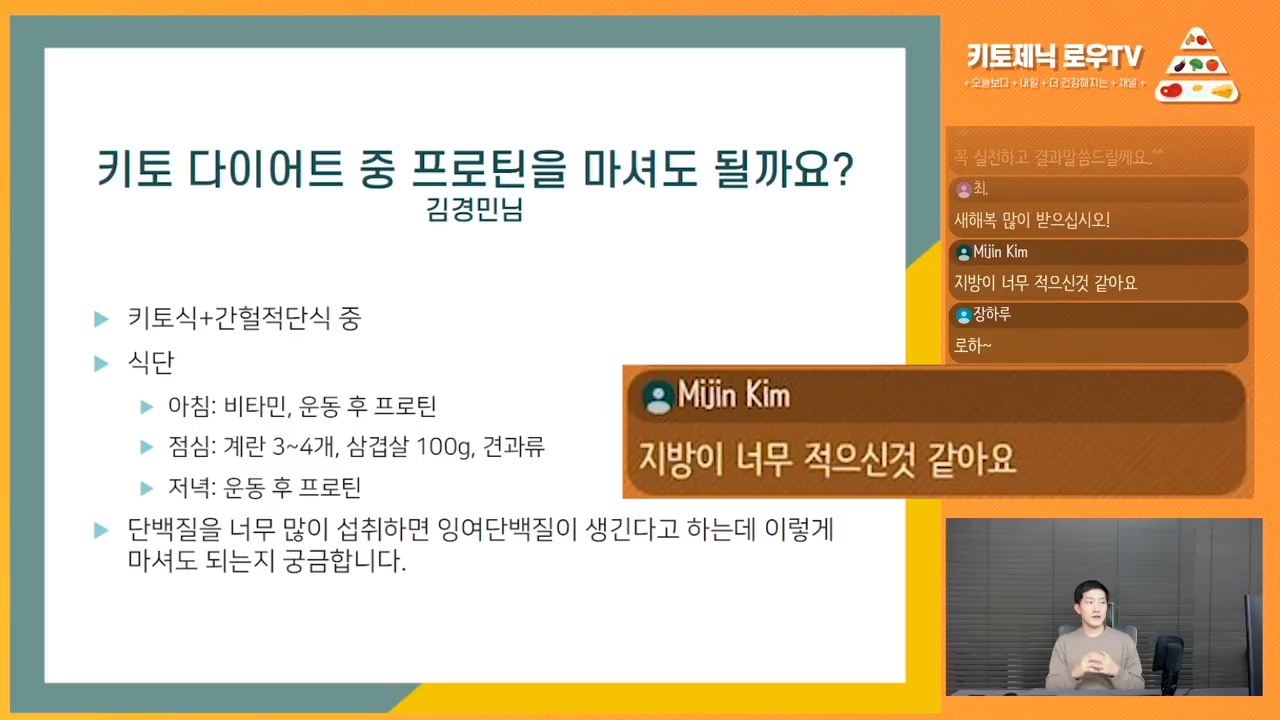 키토 다이어트 중 프로틴을 마셔도 될까요?
김경민님
키토식+간헐적단식 중
식단
아침: 비타민, 운동 후 프로틴
점심: 계란 3~4개, 삼겹살 100g, 견과류
저녁: 운동 후 프로틴
단백질을 너무 많이 섭취하면 잉여단백질이 생긴다고 하는데 이렇게
마셔도 되는지 궁금합니다.
키토제닉 로우TV
+ 오늘보다 + 내일 + 더 건강해지는 + 채널 +
꼭 실천하고 결과말씀드릴께요.^^
최.
새해복 많이 받으십시오!
Mijin Kim
지방이 너무 적으신것 같아요
장하루
로하~
Mijin Kim
지방이 너무 적으신것 같아요